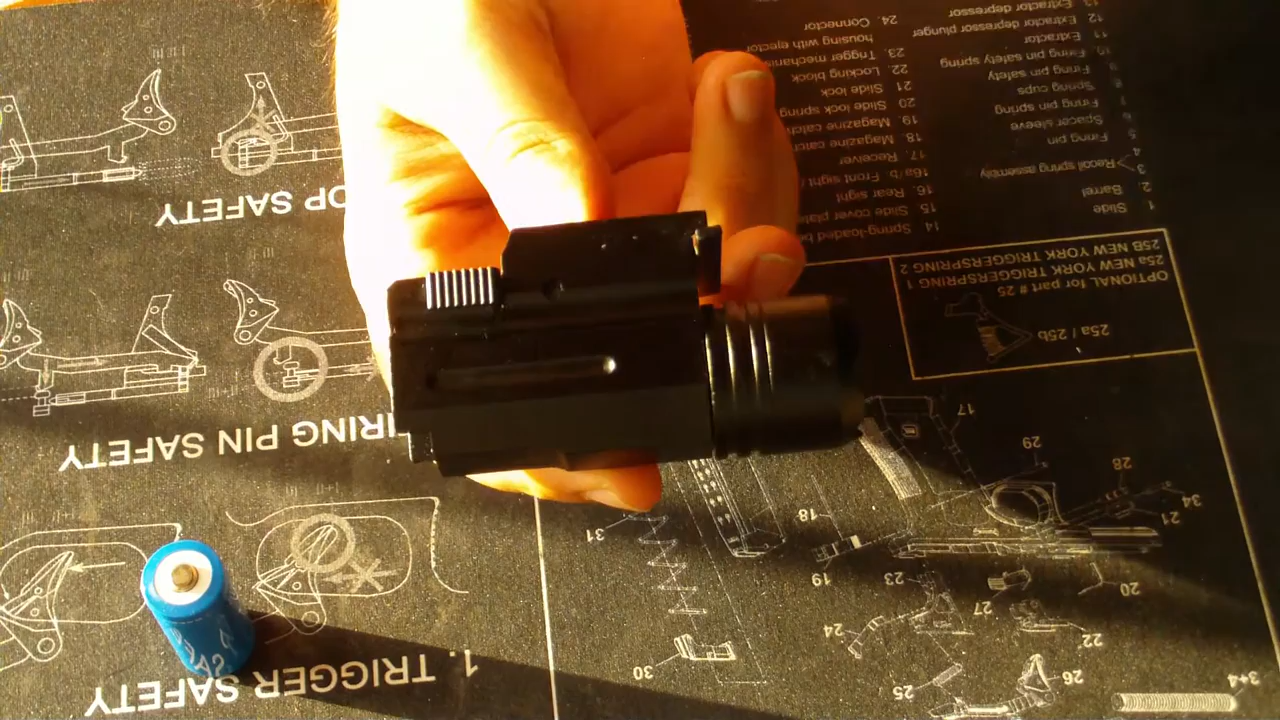 1. TRIGGER SAFETY
IRING PIN SAFETY
OP SAFETY
3+4
26
25
30
22
24
27
20
23
19
18
31
21
34
28
29
17
25a / 25b
OPTIONAL for part # 25
25a NEW YORK TRIGGERSPRING 1
25B NEW YORK TRIGGERSPRING 2
1 Slide
2. Barrel
3 Recoil spring assembly
4
5 Firing pin
6 Spacer sleeve
Firing pin spring
Spring cups
Firing pin safety
10. Firing pin safety spring
11 Extractor
12 Extractor depressor plunger
13 Extractor depressor
14 Spring-loaded b
15 Slide cover plate
16. Rear sight
16a/b. Front sight
17. Receiver
18. Magazine catch
19. Magazine catch
20 Slide lock spring
21 Slide lock
22. Locking block
23. Trigger mechanis
housing with ejector
24. Connector